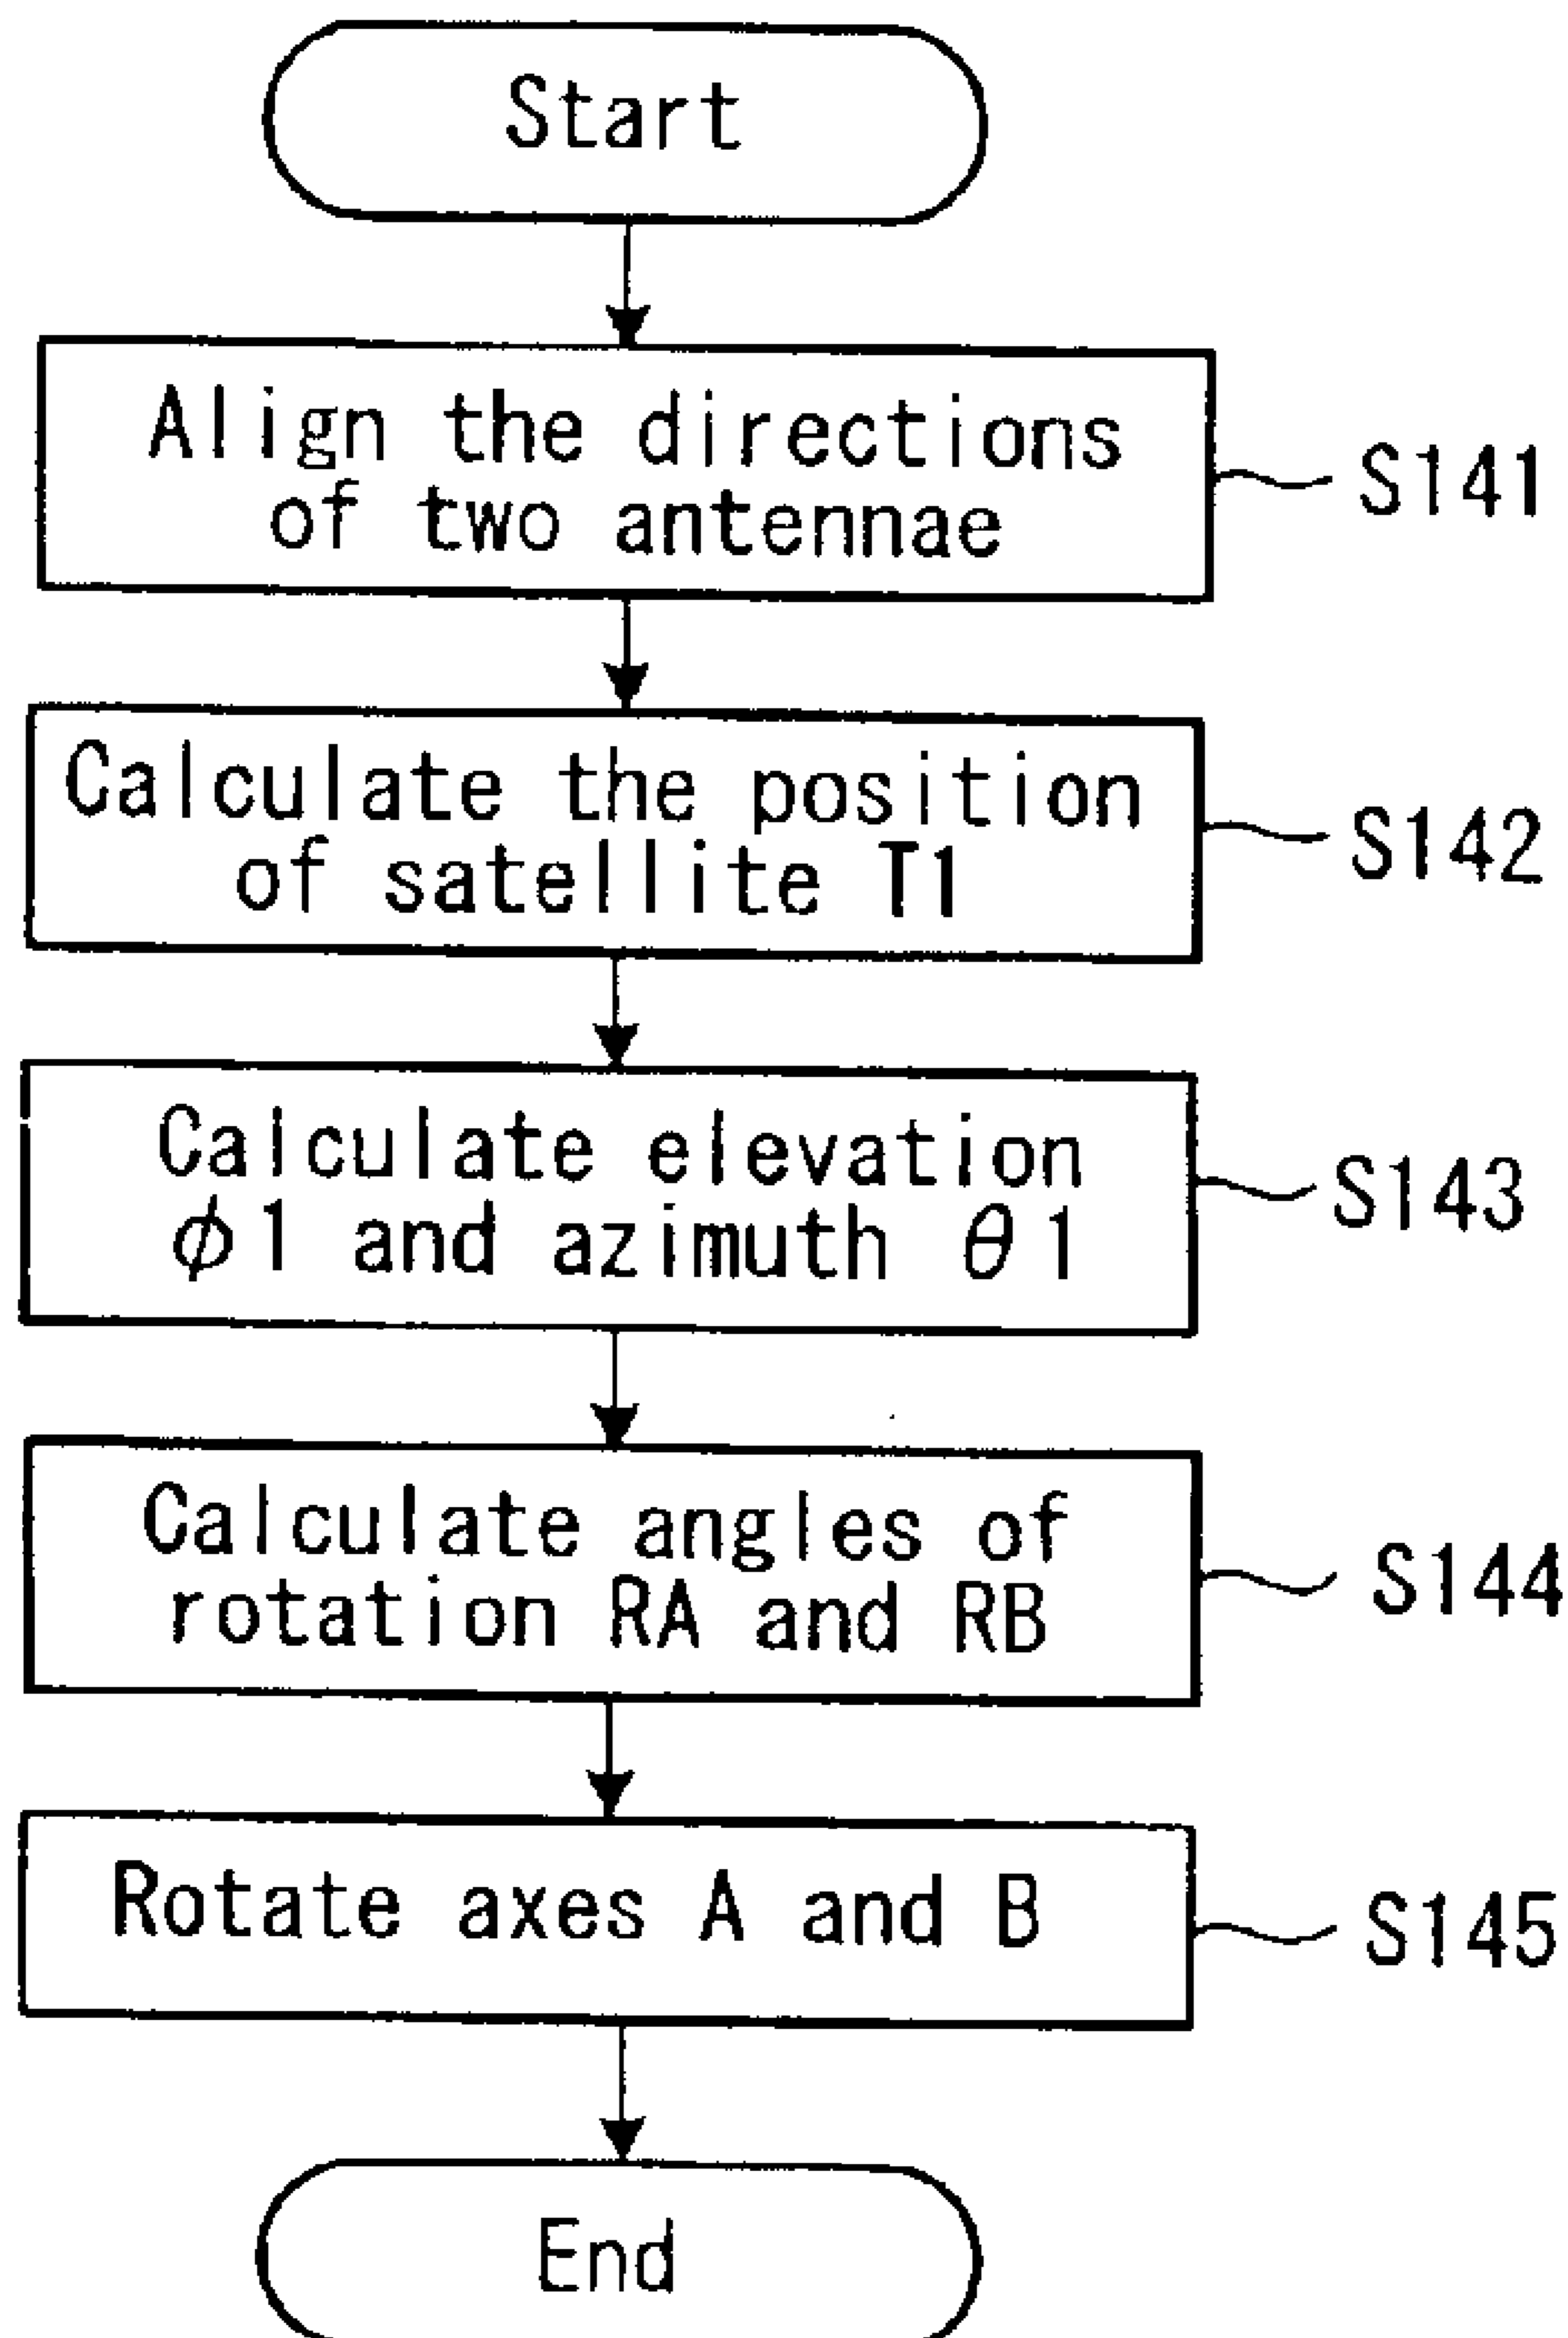 Start
Align the directions
of two antennae
S141
Calculate the position
of satellite T1
S142
Calculate elevation
φ1 and azimuth θ1
S143
Calculate angles of
rotation RA and RB
S144
Rotate axes A and B
S145
End